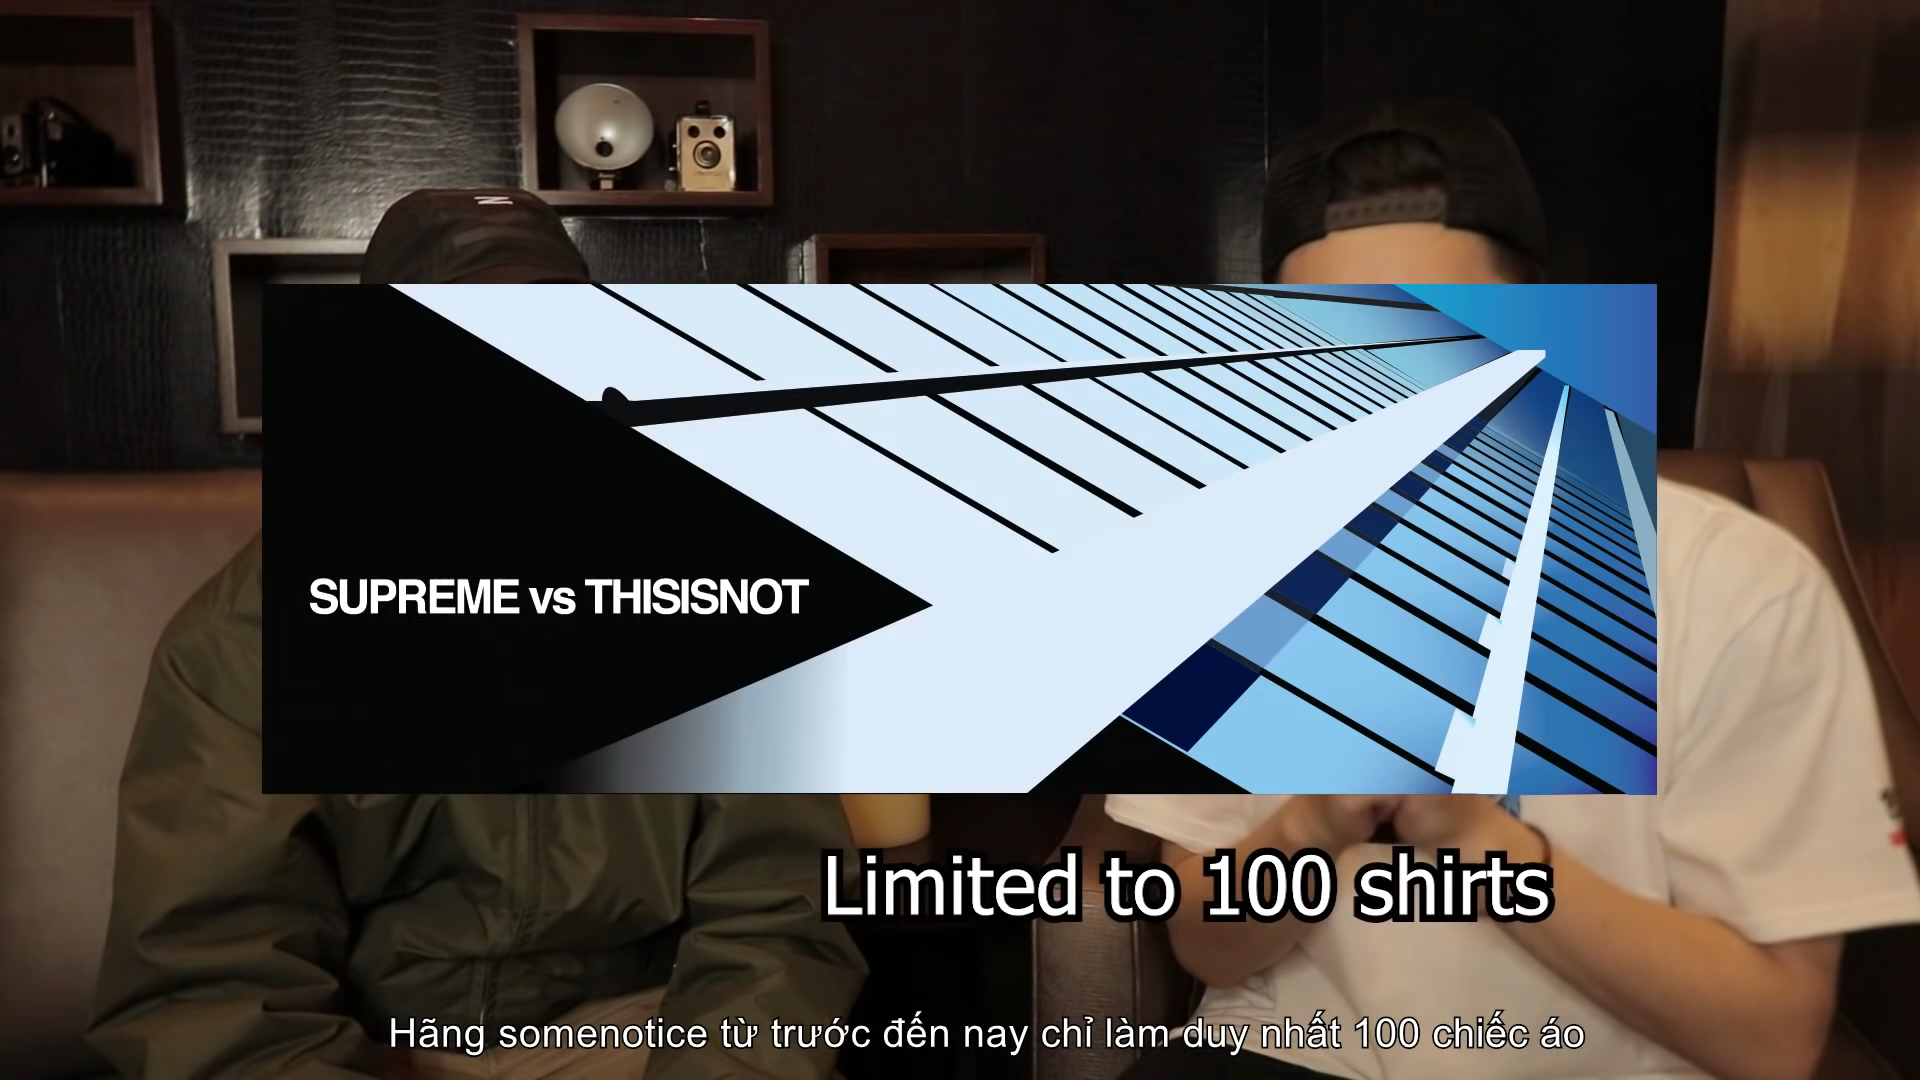 SUPREME vs THISISNOT
Limited to 100 shirts
Hãng somenotice từ trước đến nay chỉ làm duy nhất 100 chiếc áo